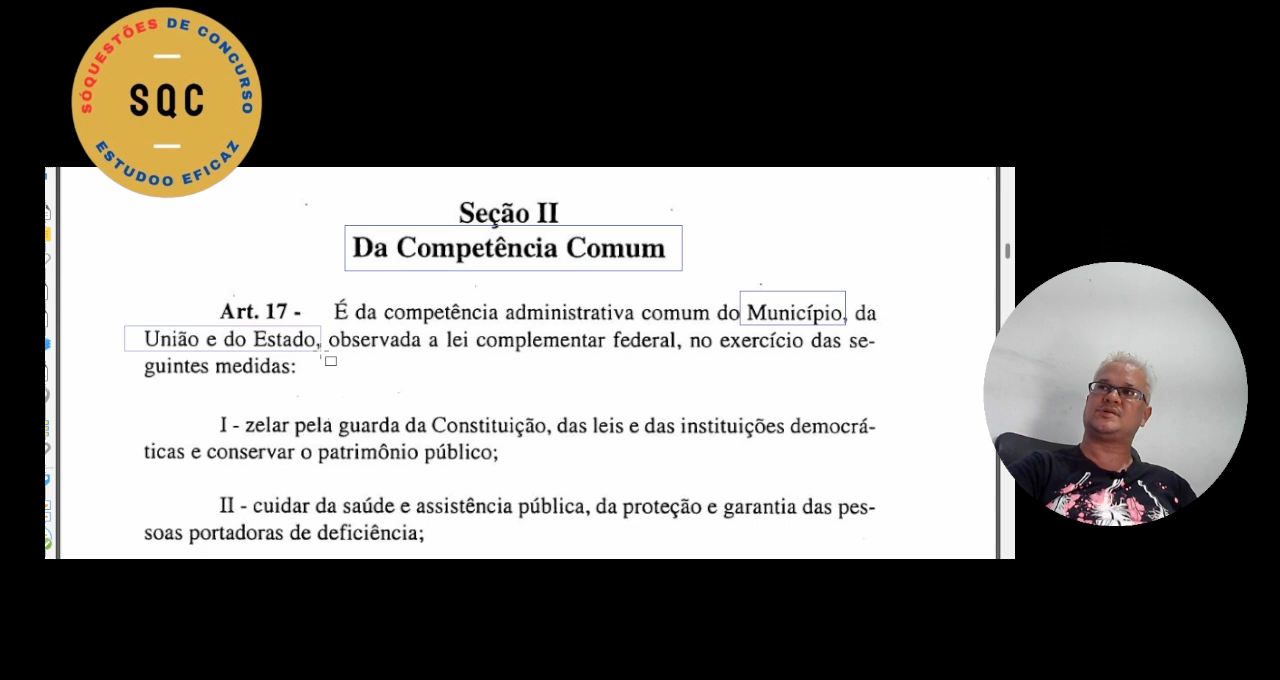 SÓQUESTÕES DE CONCURSO
SQC
ESTUDOO EFICAZ
Seção II
Da Competência Comum
Art. 17 - É da competência administrativa comum do Município, da
União e do Estado, observada a lei complementar federal, no exercício das se-
guintes medidas:
I - zelar pela guarda da Constituição, das leis e das instituições democrá-
ticas e conservar o patrimônio público;
II - cuidar da saúde e assistência pública, da proteção e garantia das pes-
soas portadoras de deficiência;